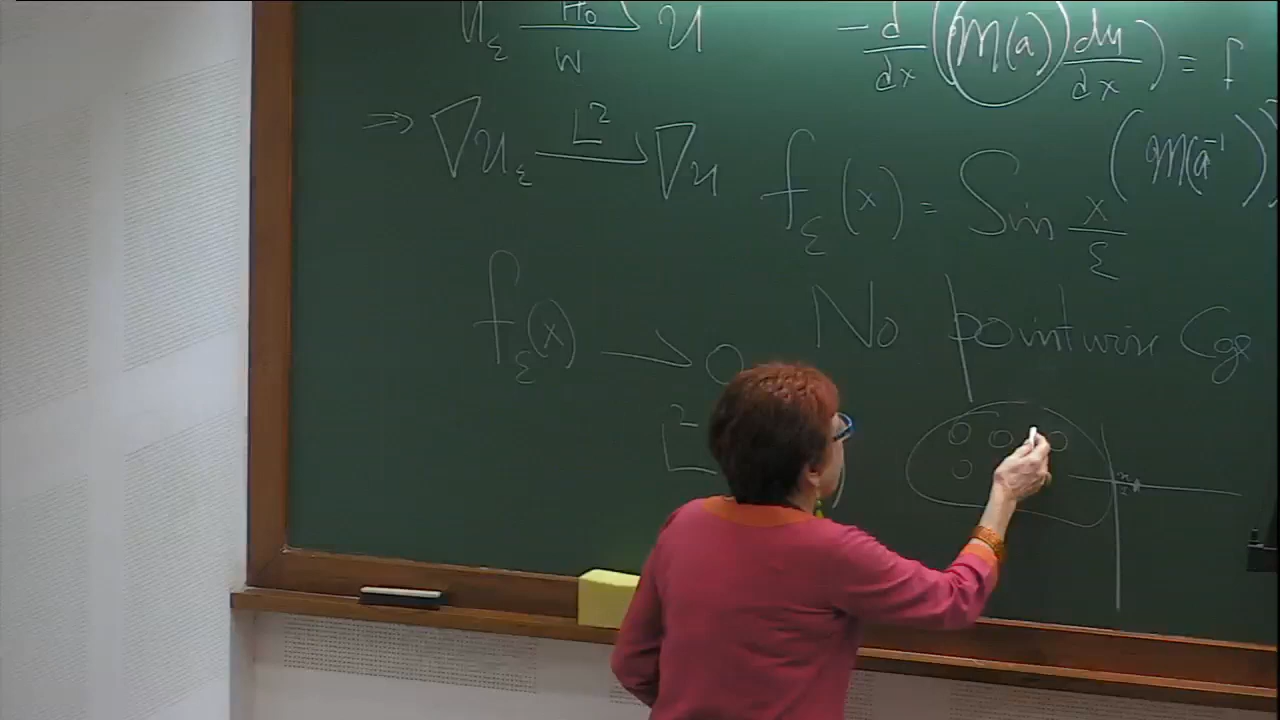 u_ε —H₀→ u
W
-d/dx (m(a) du/dx) = f
⇒ ∇u_ε —L²→ ∇u
(m(a⁻¹))
f_ε(x) = Sin x/ε
f_ε(x) → 0
No pointwise Cge
L²